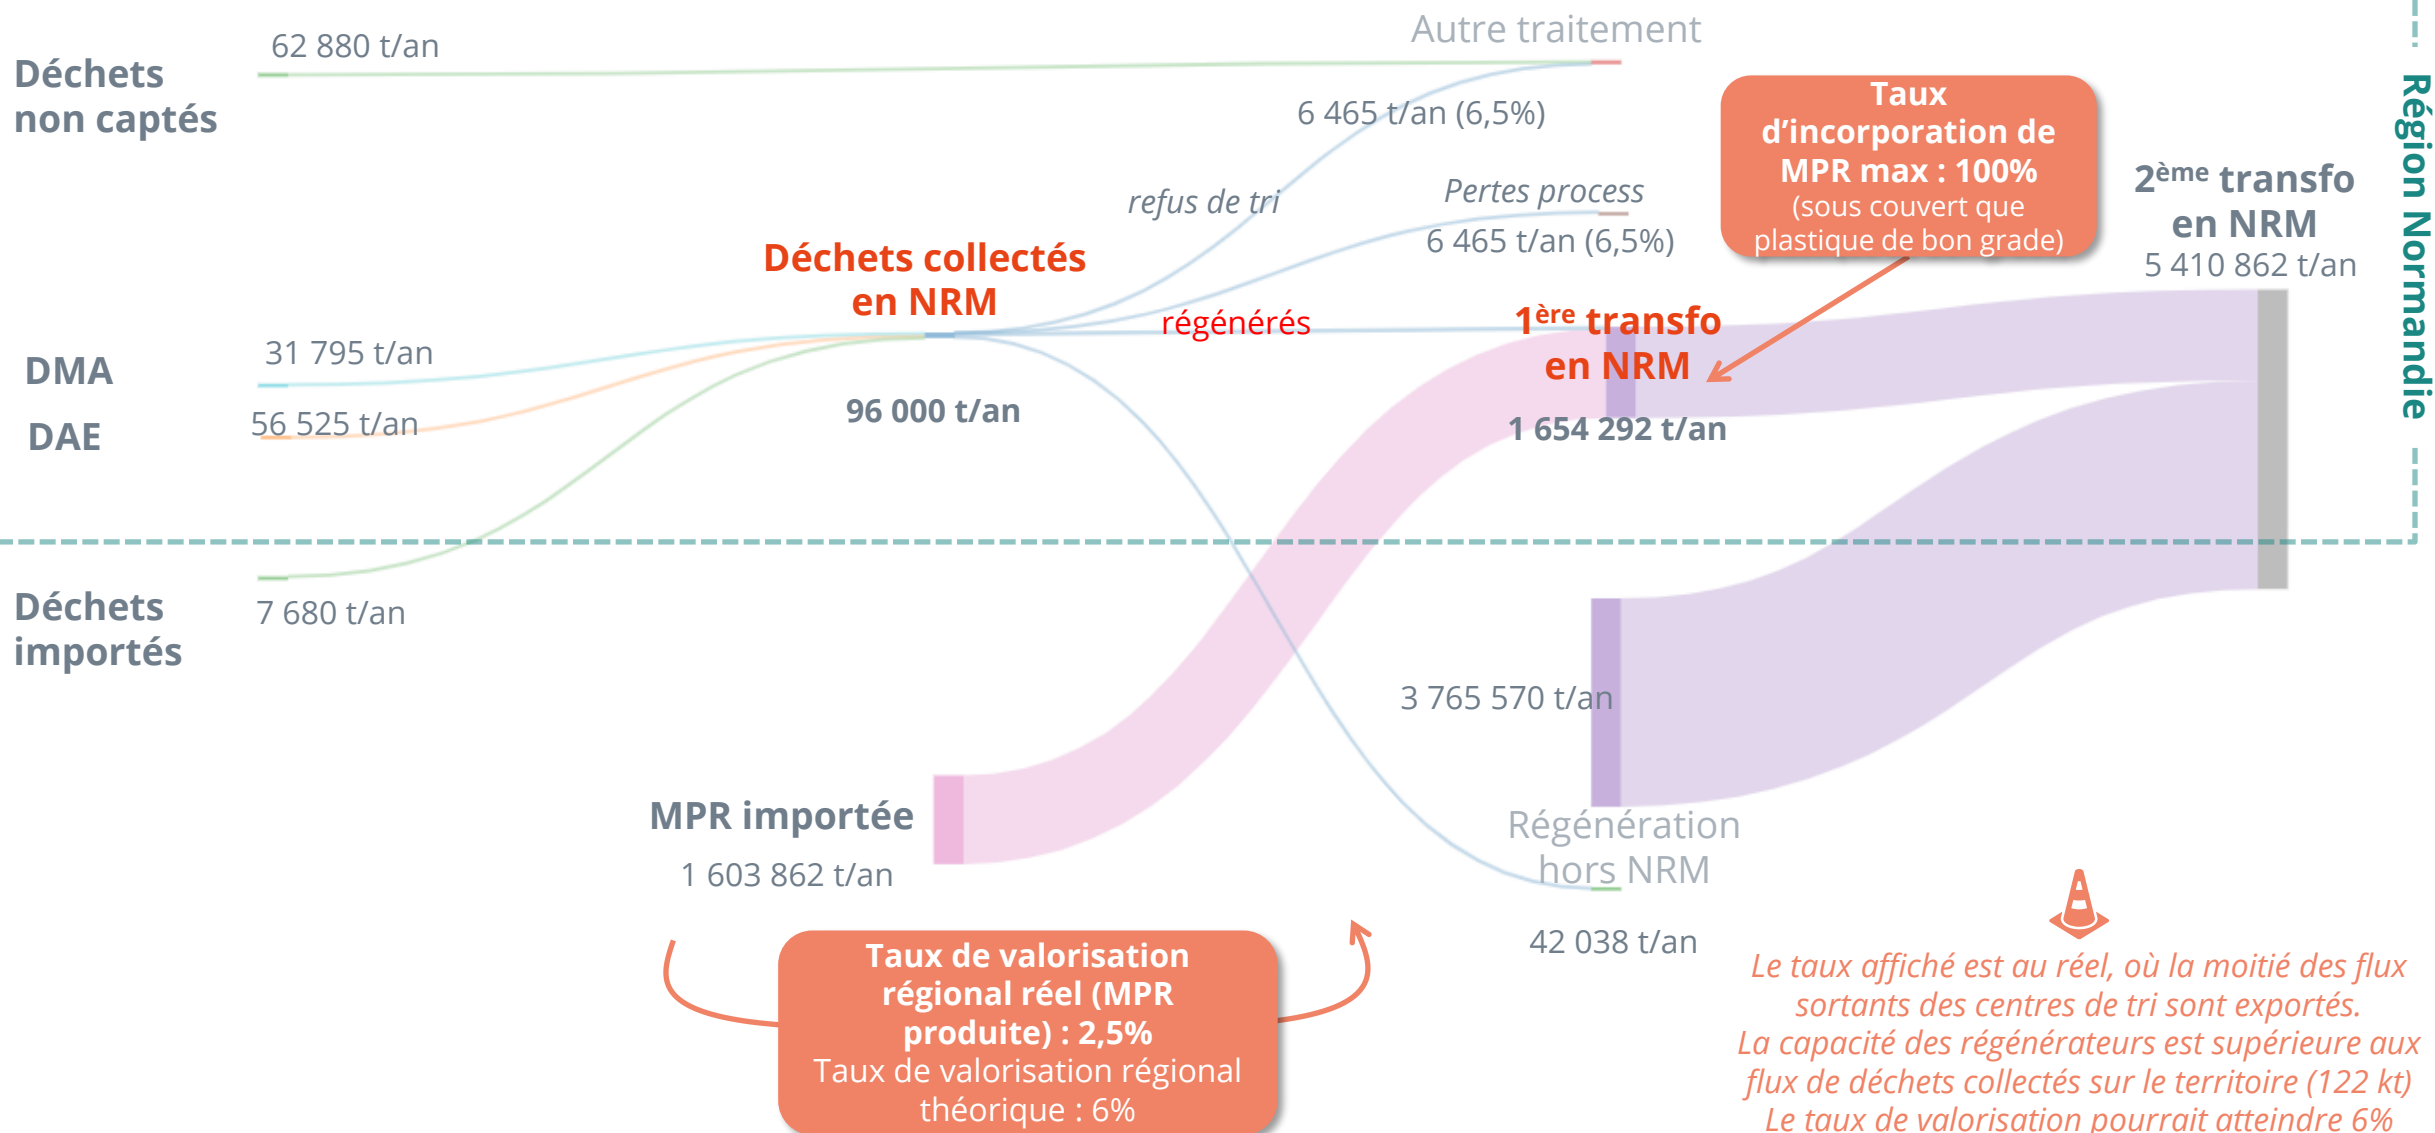 Autre traitement
62 880 t/an
Déchets
non captés
6 465 t/an (6,5%)
Taux
d’incorporation de
MPR max : 100%
(sous couvert que
plastique de bon grade)
Région Normandie
refus de tri
Pertes process
6 465 t/an (6,5%)
2ème transfo
en NRM
5 410 862 t/an
Déchets collectés
en NRM
régénérés
1ère transfo
en NRM
31 795 t/an
DMA
56 525 t/an
DAE
96 000 t/an
1 654 292 t/an
Déchets
importés
7 680 t/an
3 765 570 t/an
MPR importée
1 603 862 t/an
Régénération
hors NRM
42 038 t/an
Taux de valorisation
régional réel (MPR
produite) : 2,5%
Taux de valorisation régional
théorique : 6%
Le taux affiché est au réel, où la moitié des flux
sortants des centres de tri sont exportés.
La capacité des régénérateurs est supérieure aux
flux de déchets collectés sur le territoire (122 kt)
Le taux de valorisation pourrait atteindre 6%